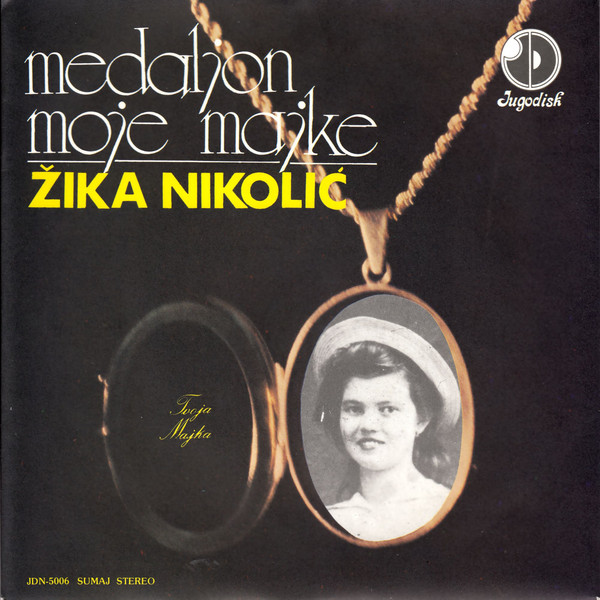 medaljon
moje majke
ŽIKA NIKOLIĆ
Jugodisk
Tvoja
Majka
JDN-5006 SUMAJ STEREO